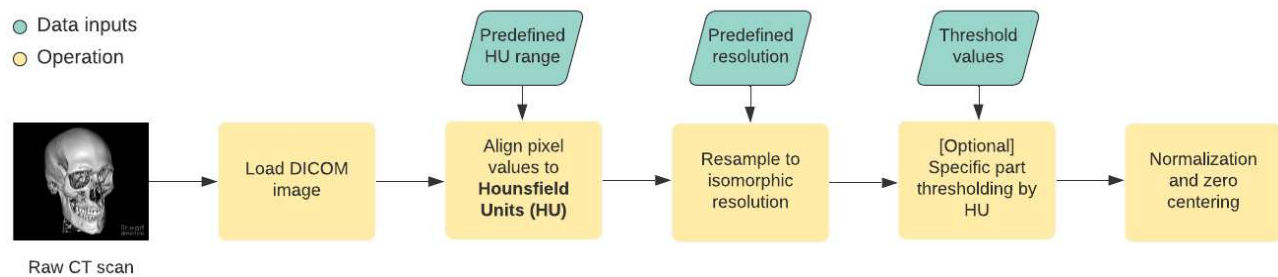 Data inputs
Operation
Predefined
HU range
Predefined
resolution
Threshold
values
Load DICOM
image
Align pixel
values to
Hounsfield
Units (HU)
Resample to
isomorphic
resolution
[Optional]
Specific part
thresholding by
HU
Normalization
and zero
centering
Raw CT scan